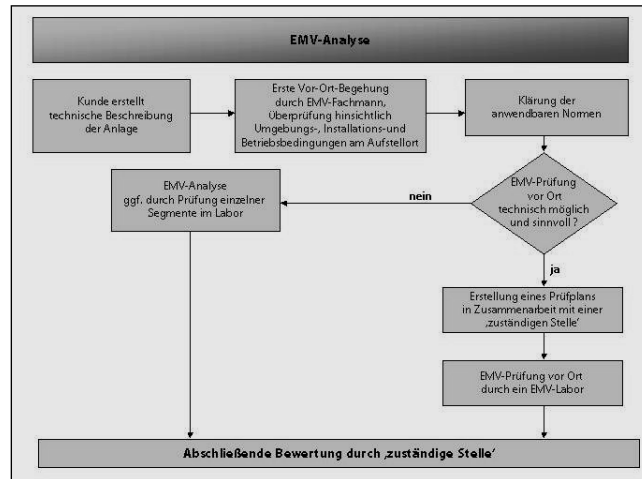 EMV-Analyse
Kunde erstellt
technische Beschreibung
der Anlage
Erste Vor-Ort-Begehung
durch EMV-Fachmann,
Überprüfung hinsichtlich
Umgebungs-, Installations-und
Betriebsbedingungen am Aufstellort
Klärung der
anwendbaren Normen
EMV-Prüfung
vor Ort
technisch möglich
und sinnvoll ?
nein
EMV-Analyse
ggf. durch Prüfung einzelner
Segmente im Labor
ja
Erstellung eines Prüfplans
in Zusammenarbeit mit einer
‚zuständigen Stelle‘
EMV-Prüfung vor Ort
durch ein EMV-Labor
Abschließende Bewertung durch ‚zuständige Stelle‘